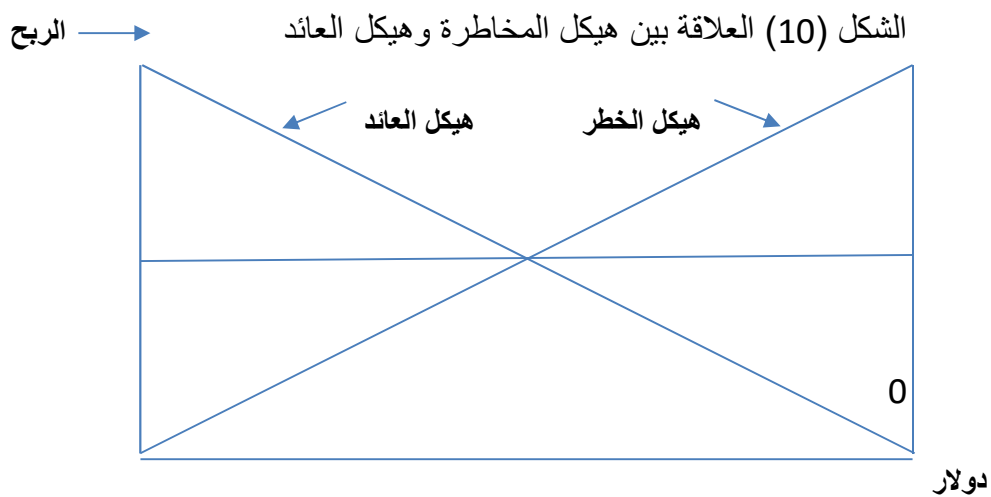 الشكل (10) العلاقة بين هيكل المخاطرة وهيكل العائد
الربح
هيكل الخطر
هيكل العائد
0
دولار